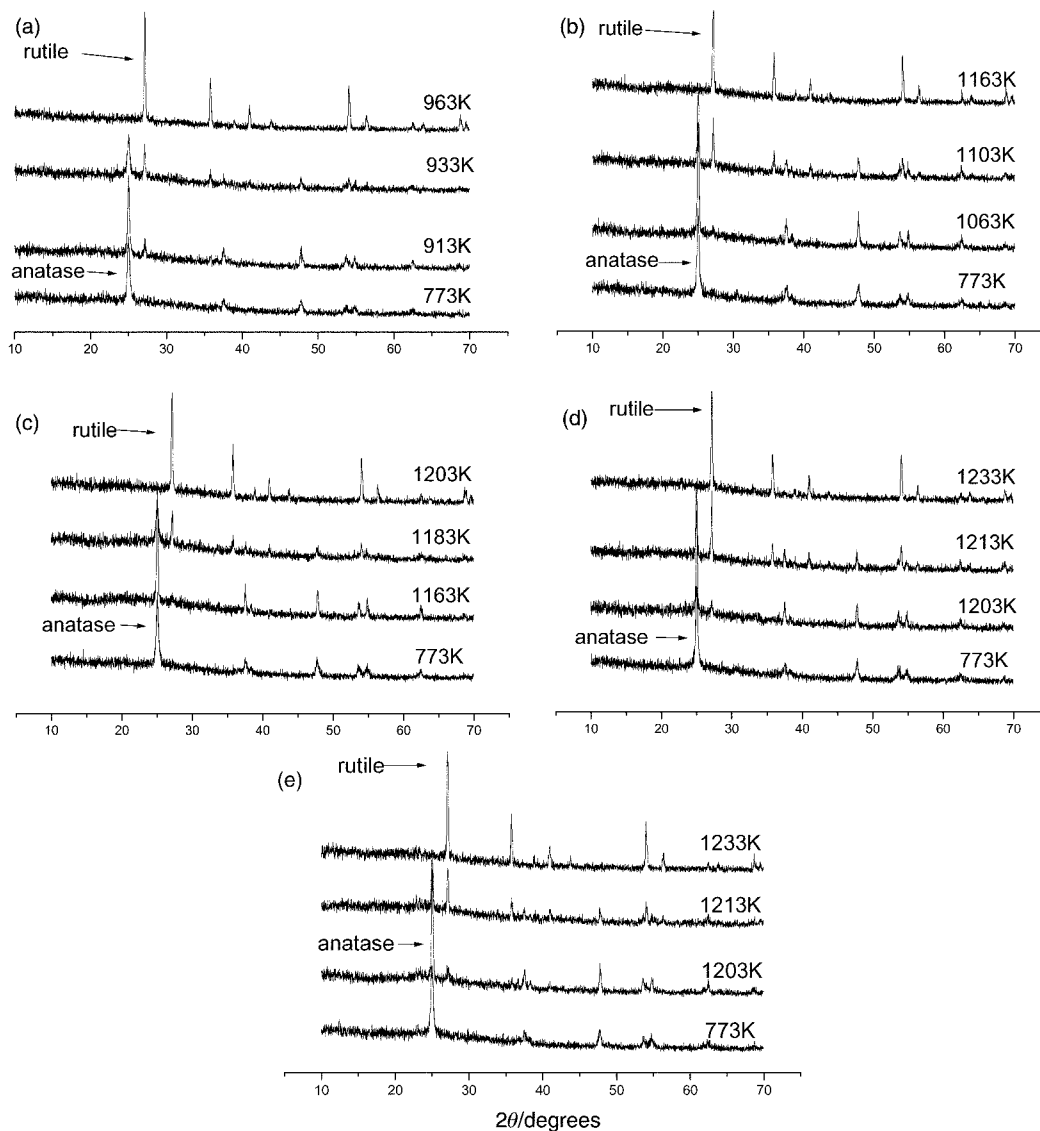 (a)
rutile
963K
933K
913K
anatase
773K
10 20 30 40 50 60 70
(b)
rutile
1163K
1103K
1063K
anatase
773K
10 20 30 40 50 60 70
(c)
rutile
1203K
1183K
1163K
anatase
773K
10 20 30 40 50 60 70
(d)
rutile
1233K
1213K
1203K
anatase
773K
10 20 30 40 50 60 70
(e)
rutile
1233K
1213K
anatase
1203K
773K
10 20 30 40 50 60 70
2θ/degrees